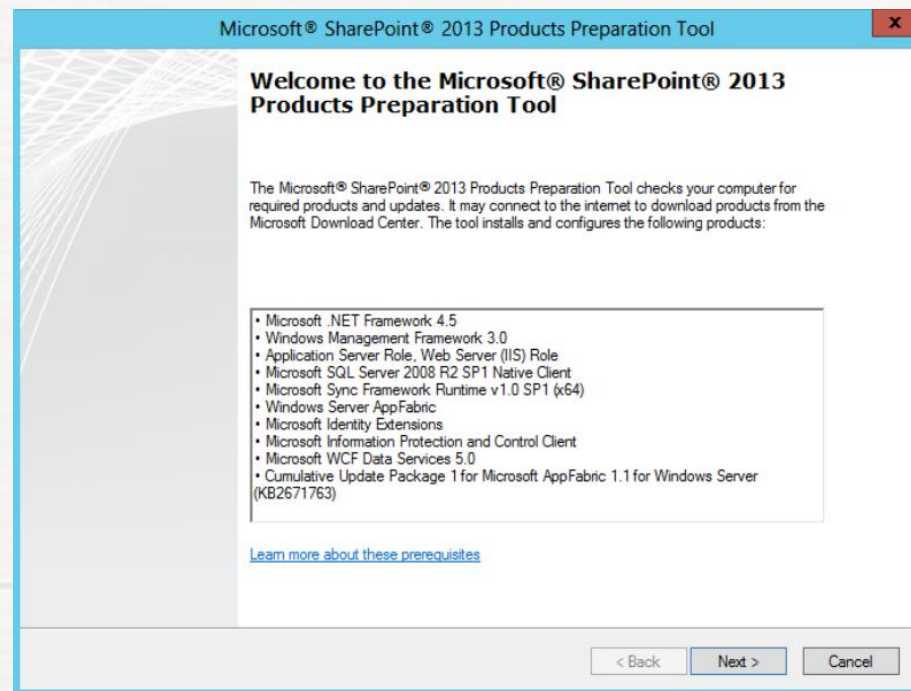 Microsoft® SharePoint® 2013 Products Preparation Tool
x
Welcome to the Microsoft® SharePoint® 2013
Products Preparation Tool
The Microsoft® SharePoint® 2013 Products Preparation Tool checks your computer for
required products and updates. It may connect to the internet to download products from the
Microsoft Download Center. The tool installs and configures the following products:
• Microsoft .NET Framework 4.5
• Windows Management Framework 3.0
• Application Server Role, Web Server (IIS) Role
• Microsoft SQL Server 2008 R2 SP1 Native Client
• Microsoft Sync Framework Runtime v1.0 SP1 (x64)
• Windows Server AppFabric
• Microsoft Identity Extensions
• Microsoft Information Protection and Control Client
• Microsoft WCF Data Services 5.0
• Cumulative Update Package 1 for Microsoft AppFabric 1.1 for Windows Server
(KB2671763)
Learn more about these prerequisites
< Back Next > Cancel